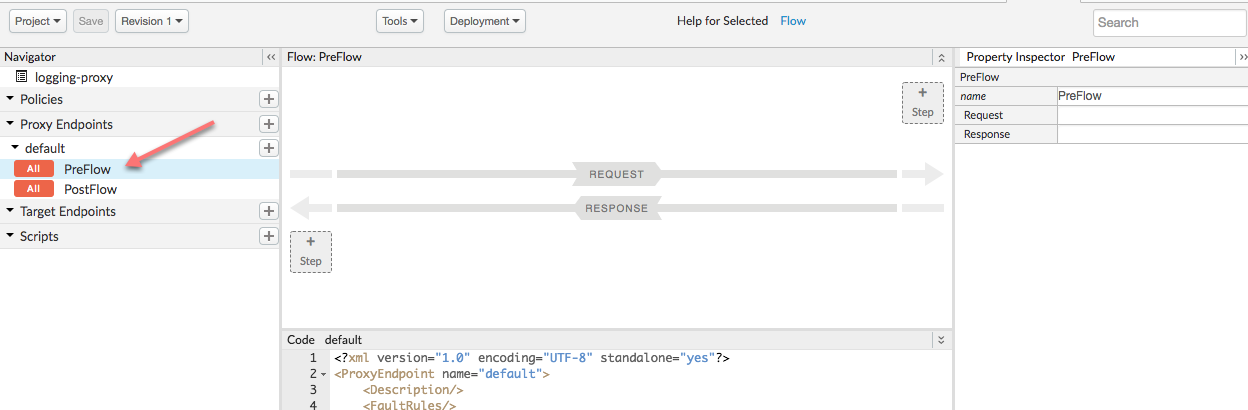 Project Save Revision 1 Tools Deployment Help for Selected Flow Search
Navigator
logging-proxy
Policies +
Proxy Endpoints +
default +
All PreFlow
All PostFlow
Target Endpoints +
Scripts +
Flow: PreFlow
+
Step
REQUEST
RESPONSE
+
Step
Code default
1 <?xml version="1.0" encoding="UTF-8" standalone="yes"?>
2 <ProxyEndpoint name="default">
3 <Description/>
4 <FaultRules/>
Property Inspector PreFlow
PreFlow
name PreFlow
Request
Response